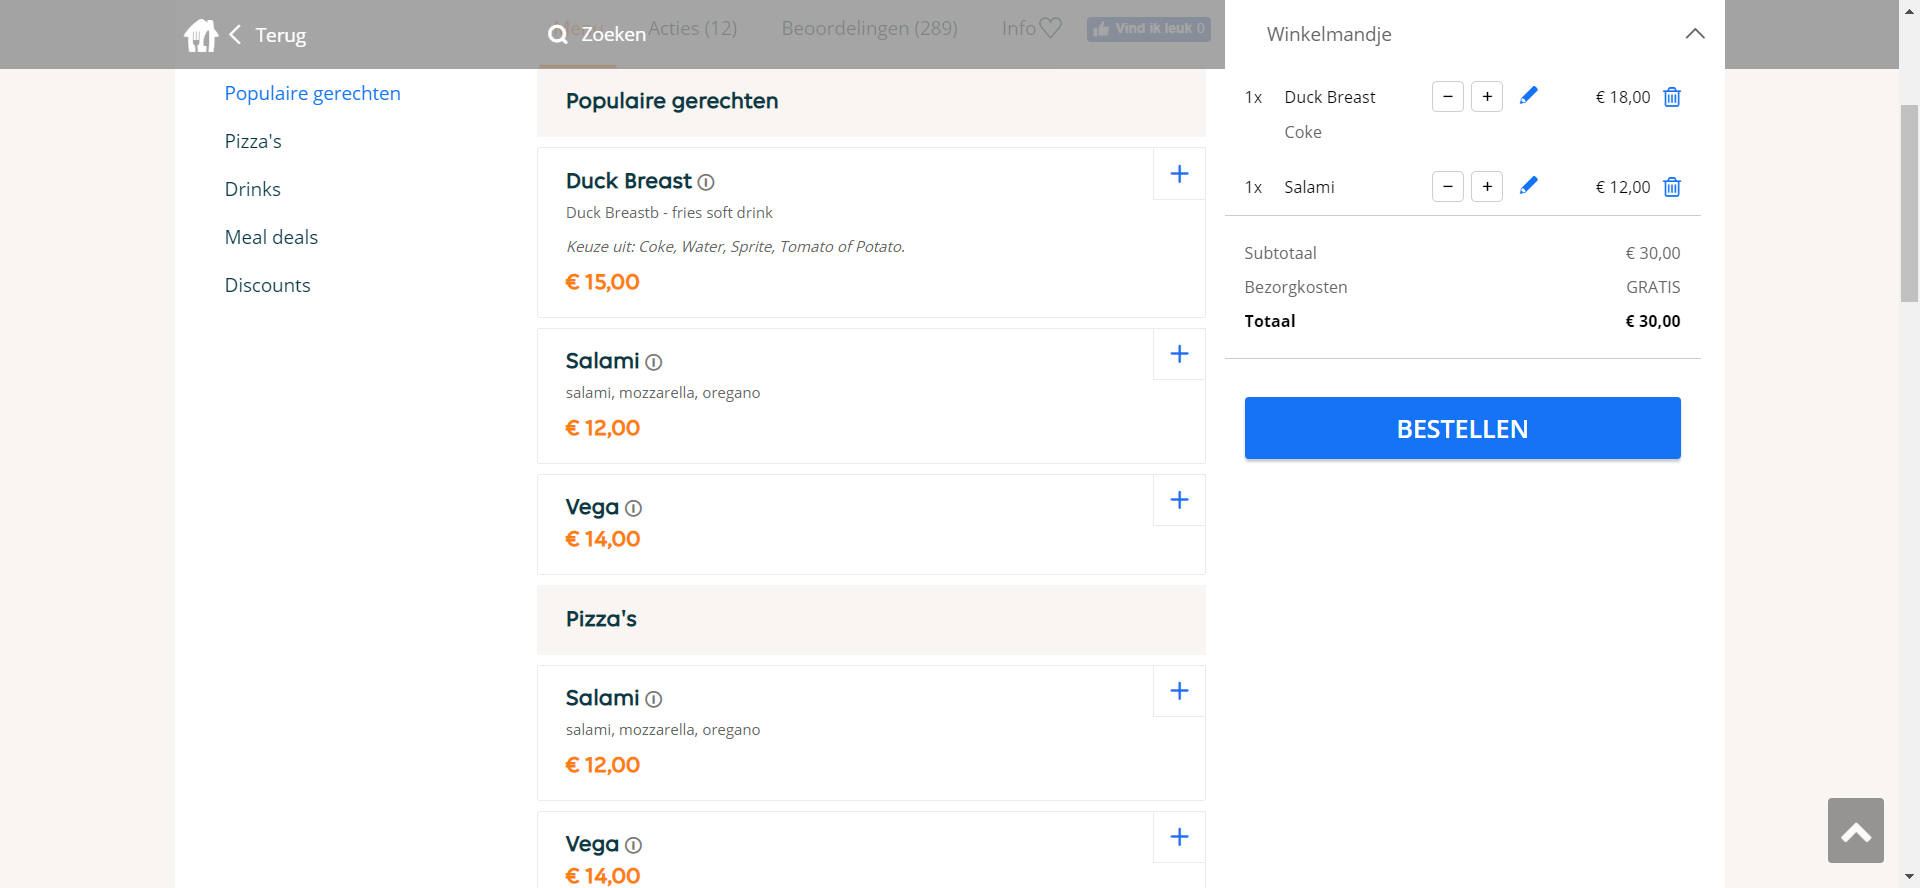 Terug
Zoeken
Menu
Acties (12)
Beoordelingen (289)
Info
Vind ik leuk 0
Populaire gerechten
Pizza's
Drinks
Meal deals
Discounts
Populaire gerechten
Duck Breast
Duck Breastb - fries soft drink
Keuze uit: Coke, Water, Sprite, Tomato of Potato.
€ 15,00
Salami
salami, mozzarella, oregano
€ 12,00
Vega
€ 14,00
Pizza's
Salami
salami, mozzarella, oregano
€ 12,00
Vega
€ 14,00
Winkelmandje
1x Duck Breast − + € 18,00
Coke
1x Salami − + € 12,00
Subtotaal € 30,00
Bezorgkosten GRATIS
Totaal € 30,00
BESTELLEN